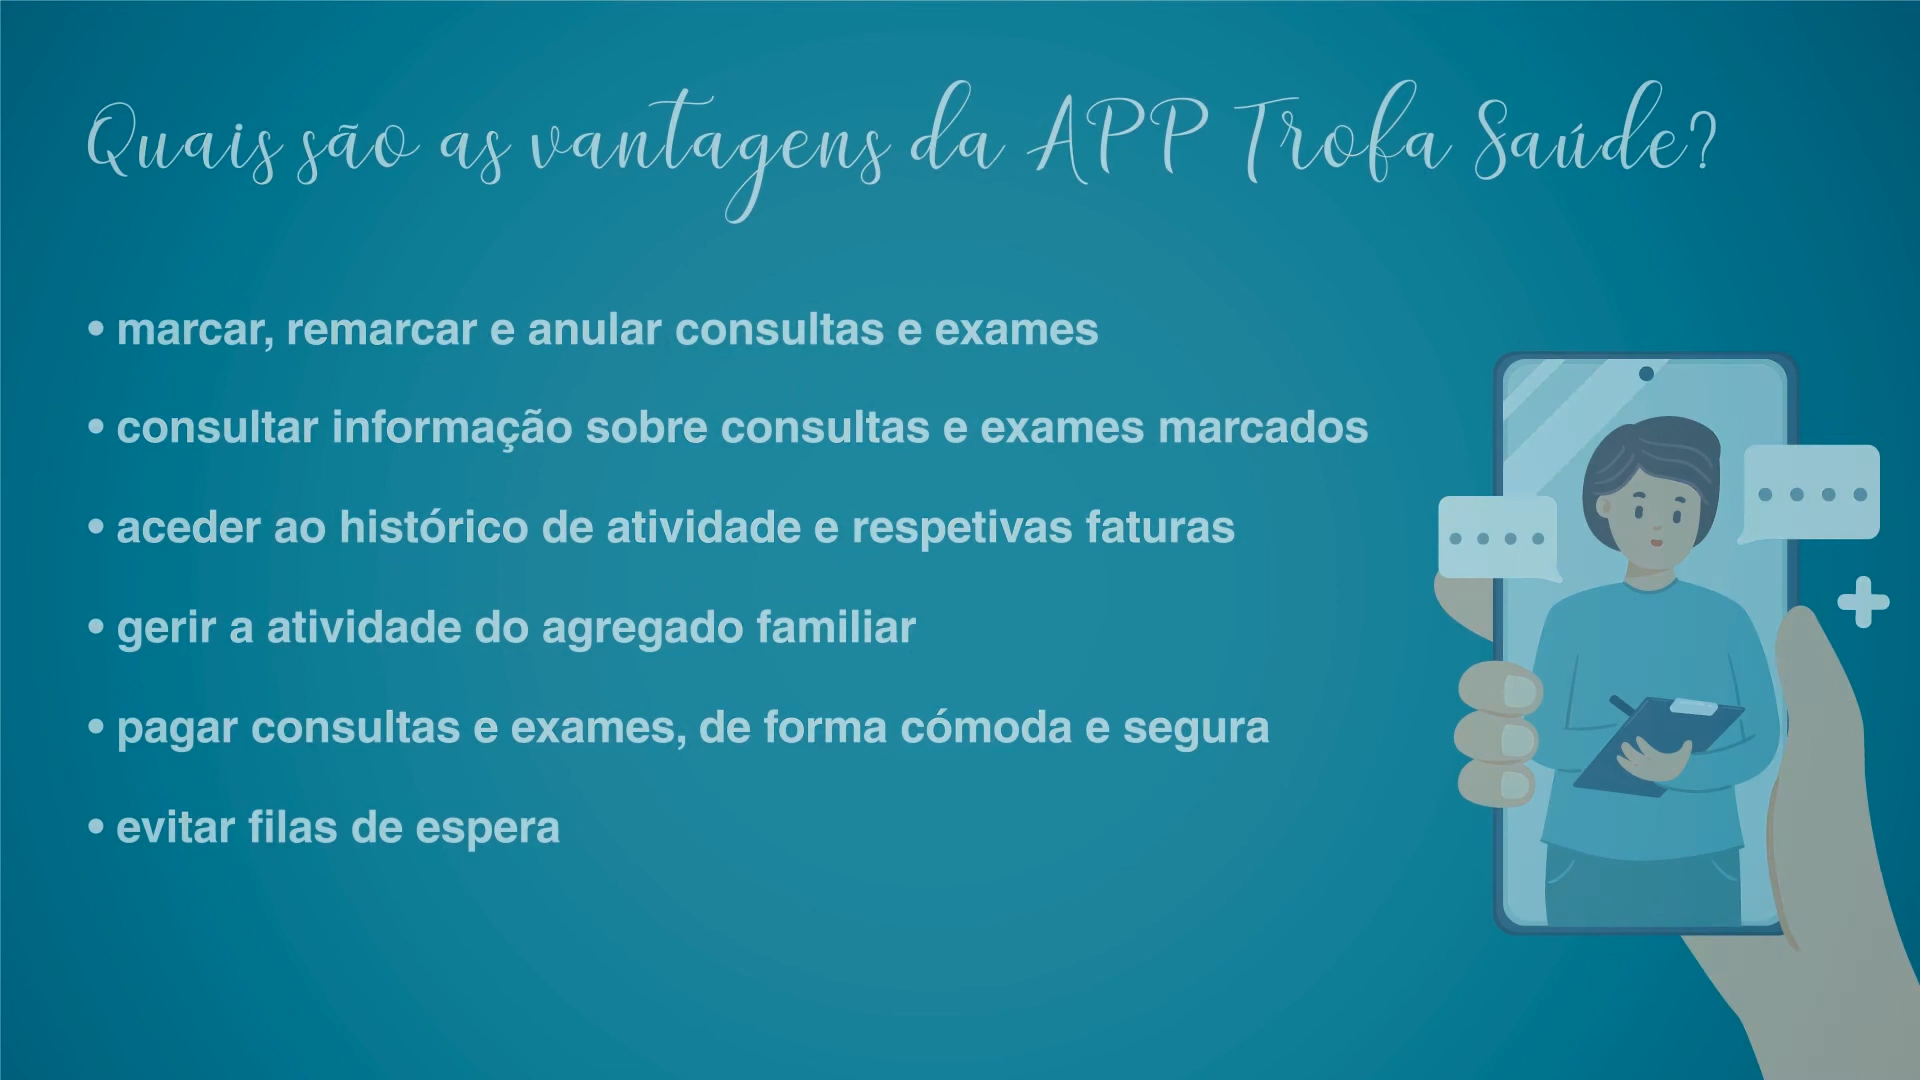 Quais são as vantagens da APP Trofa Saúde?
• marcar, remarcar e anular consultas e exames
• consultar informação sobre consultas e exames marcados
• aceder ao histórico de atividade e respetivas faturas
• gerir a atividade do agregado familiar
• pagar consultas e exames, de forma cómoda e segura
• evitar filas de espera